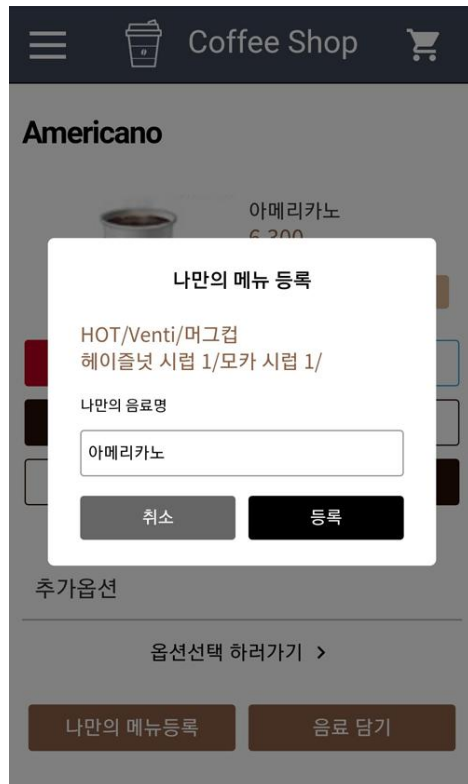 Coffee Shop
Americano
아메리카노
6,300
나만의 메뉴 등록
HOT/Venti/머그컵
헤이즐넛 시럽 1/모카 시럽 1/
나만의 음료명
아메리카노
취소
등록
추가옵션
옵션선택 하러가기 >
나만의 메뉴등록
음료 담기